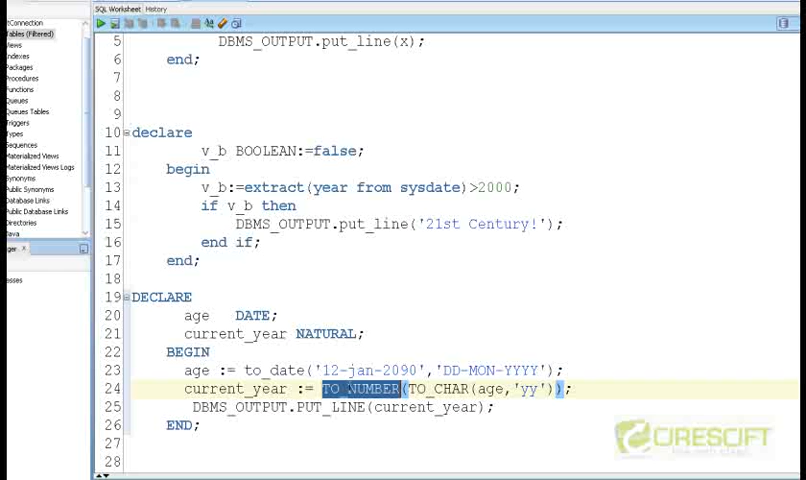 SQL Worksheet History
Connection
Tables (Filtered)
Views
Indexes
Packages
Procedures
Functions
Queues
Queues Tables
Triggers
Types
Sequences
Materialized Views
Materialized Views Logs
Synonyms
Public Synonyms
Database Links
Public Database Links
Directories
Java
5 DBMS_OUTPUT.put_line(x);
6 end;
7
8
9
10 declare
11 v_b BOOLEAN:=false;
12 begin
13 v_b:=extract(year from sysdate)>2000;
14 if v_b then
15 DBMS_OUTPUT.put_line('21st Century!');
16 end if;
17 end;
18
19 DECLARE
20 age DATE;
21 current_year NATURAL;
22 BEGIN
23 age := to_date('12-jan-2090','DD-MON-YYYY');
24 current_year := TO_NUMBER(TO_CHAR(age,'yy'));
25 DBMS_OUTPUT.PUT_LINE(current_year);
26 END;
27
28